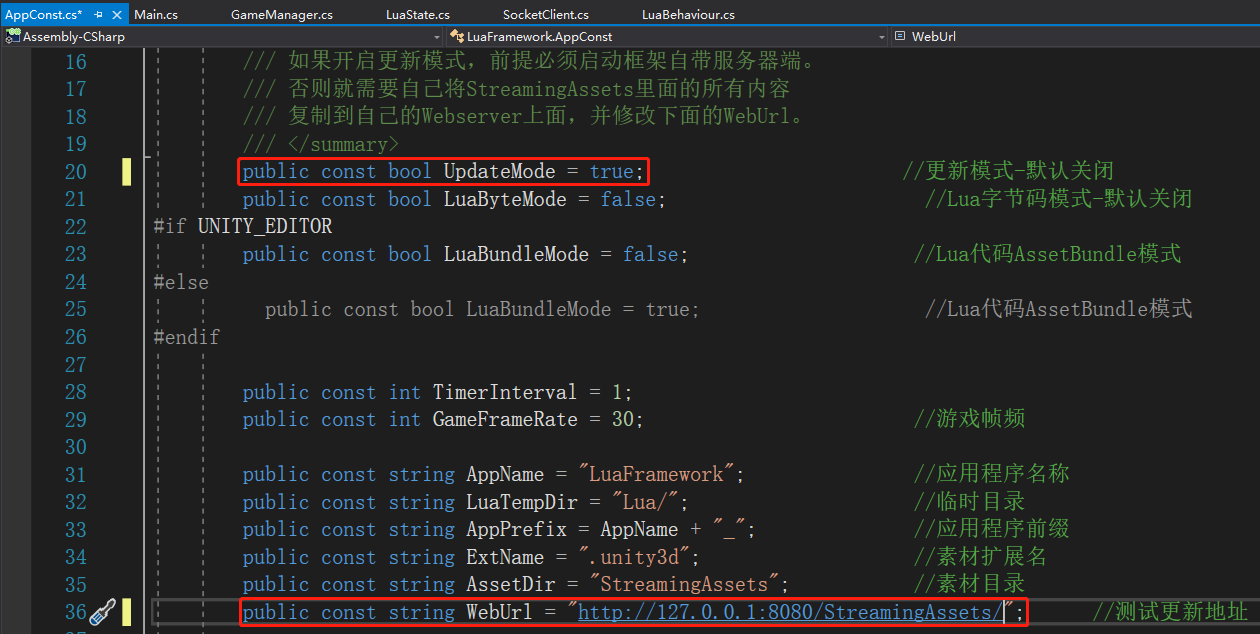 AppConst.cs* Main.cs GameManager.cs LuaState.cs SocketClient.cs LuaBehaviour.cs
Assembly-CSharp LuaFramework.AppConst WebUrl
16 /// 如果开启更新模式，前提必须启动框架自带服务器端。
17 /// 否则就需要自己将StreamingAssets里面的所有内容
18 /// 复制到自己的Webserver上面，并修改下面的WebUrl。
19 /// </summary>
20 public const bool UpdateMode = true; //更新模式-默认关闭
21 public const bool LuaByteMode = false; //Lua字节码模式-默认关闭
22 #if UNITY_EDITOR
23 public const bool LuaBundleMode = false; //Lua代码AssetBundle模式
24 #else
25 public const bool LuaBundleMode = true; //Lua代码AssetBundle模式
26 #endif
27
28 public const int TimerInterval = 1;
29 public const int GameFrameRate = 30; //游戏帧频
30
31 public const string AppName = "LuaFramework"; //应用程序名称
32 public const string LuaTempDir = "Lua/"; //临时目录
33 public const string AppPrefix = AppName + "_"; //应用程序前缀
34 public const string ExtName = ".unity3d"; //素材扩展名
35 public const string AssetDir = "StreamingAssets"; //素材目录
36 public const string WebUrl = "http://127.0.0.1:8080/StreamingAssets/"; //测试更新地址